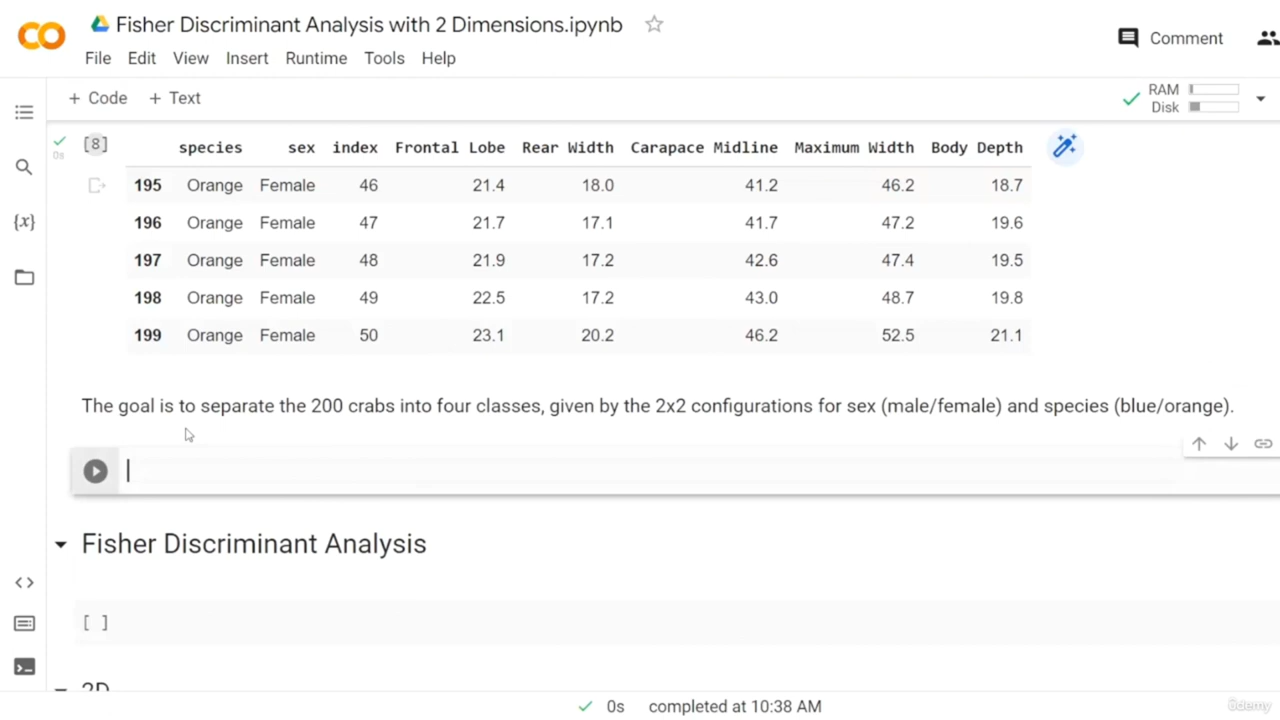 CO Fisher Discriminant Analysis with 2 Dimensions.ipynb
Comment
File Edit View Insert Runtime Tools Help
+ Code + Text
RAM
Disk
[8]
0s
species sex index Frontal Lobe Rear Width Carapace Midline Maximum Width Body Depth
195 Orange Female 46 21.4 18.0 41.2 46.2 18.7
196 Orange Female 47 21.7 17.1 41.7 47.2 19.6
{x}
197 Orange Female 48 21.9 17.2 42.6 47.4 19.5
198 Orange Female 49 22.5 17.2 43.0 48.7 19.8
199 Orange Female 50 23.1 20.2 46.2 52.5 21.1
The goal is to separate the 200 crabs into four classes, given by the 2x2 configurations for sex (male/female) and species (blue/orange).
Fisher Discriminant Analysis
[ ]
2D
0s completed at 10:38 AM
ûdemy